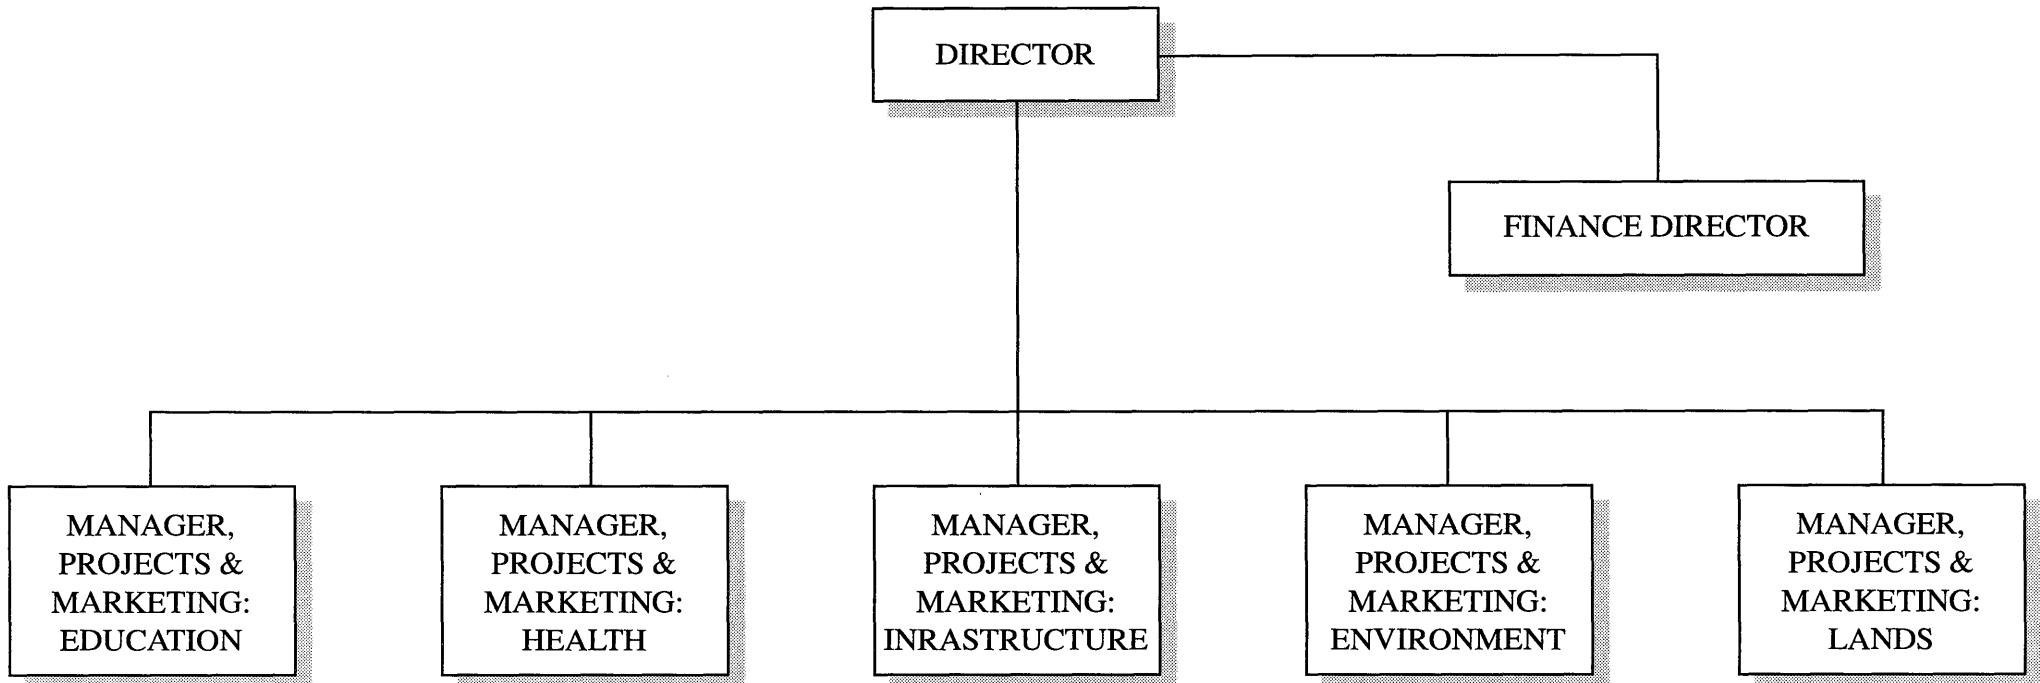 DIRECTOR
FINANCE DIRECTOR
MANAGER,
PROJECTS &
MARKETING:
EDUCATION
MANAGER,
PROJECTS &
MARKETING:
HEALTH
MANAGER,
PROJECTS &
MARKETING:
INRASTRUCTURE
MANAGER,
PROJECTS &
MARKETING:
ENVIRONMENT
MANAGER,
PROJECTS &
MARKETING:
LANDS